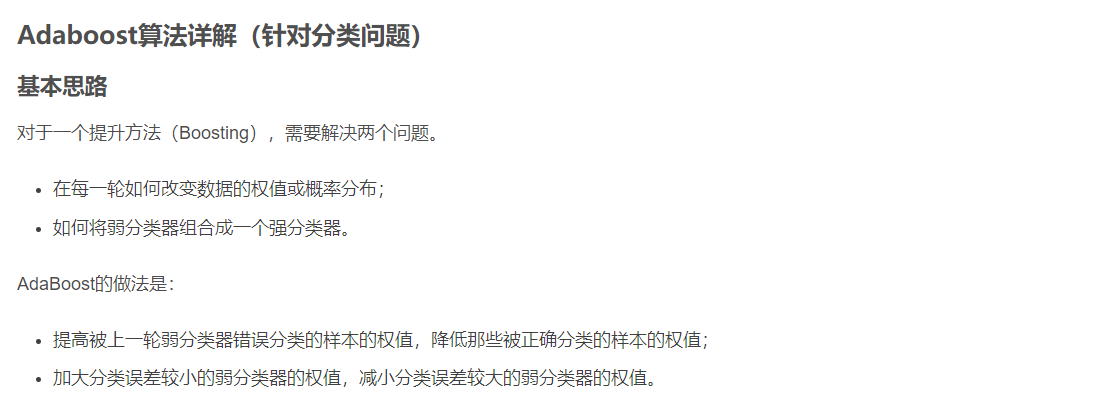 Adaboost算法详解（针对分类问题）
基本思路
对于一个提升方法（Boosting），需要解决两个问题。
• 在每一轮如何改变数据的权值或概率分布；
• 如何将弱分类器组合成一个强分类器。
AdaBoost的做法是：
• 提高被上一轮弱分类器错误分类的样本的权值，降低那些被正确分类的样本的权值；
• 加大分类误差较小的弱分类器的权值，减小分类误差较大的弱分类器的权值。